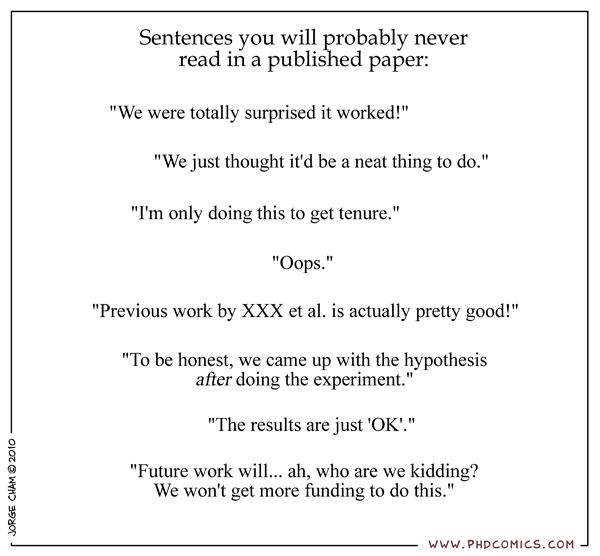 Sentences you will probably never
read in a published paper:
"We were totally surprised it worked!"
"We just thought it'd be a neat thing to do."
"I'm only doing this to get tenure."
"Oops."
"Previous work by XXX et al. is actually pretty good!"
"To be honest, we came up with the hypothesis
after doing the experiment."
"The results are just 'OK'."
"Future work will... ah, who are we kidding?
We won't get more funding to do this."
JORGE CHAM © 2010
WWW.PHDCOMICS.COM